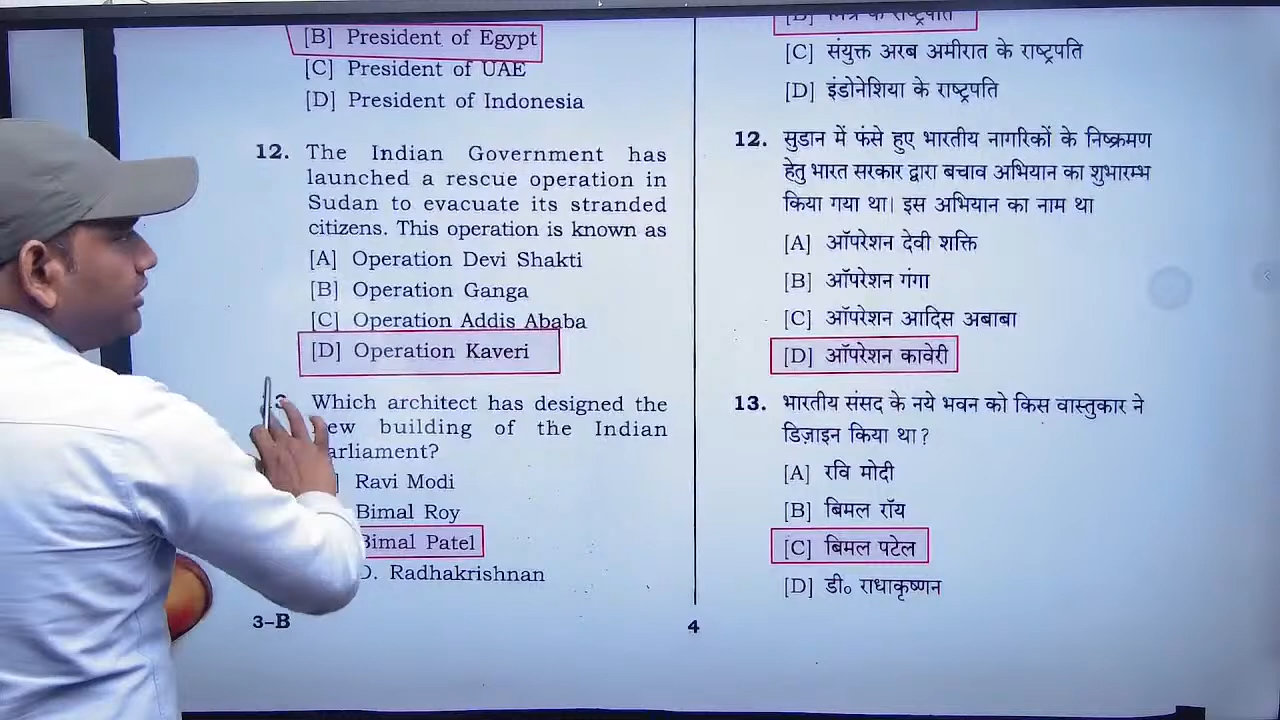 [B] President of Egypt
[C] President of UAE
[D] President of Indonesia
12. The Indian Government has
launched a rescue operation in
Sudan to evacuate its stranded
citizens. This operation is known as
[A] Operation Devi Shakti
[B] Operation Ganga
[C] Operation Addis Ababa
[D] Operation Kaveri
Which architect has designed the
building of the Indian
Ravi Modi
Bimal Roy
Bimal Patel
D. Radhakrishnan
3-B
के राष्ट्रपति
[C] संयुक्त अरब अमीरात के राष्ट्रपति
[D] इंडोनेशिया के राष्ट्रपति
12. सुडान में फंसे हुए भारतीय नागरिकों के निष्क्रमण
हेतु भारत सरकार द्वारा बचाव अभियान का शुभारम्भ
किया गया था। इस अभियान का नाम था
[A] ऑपरेशन देवी शक्ति
[B] ऑपरेशन गंगा
[C] ऑपरेशन आदिस अबाबा
[D] ऑपरेशन कावेरी
13. भारतीय संसद के नये भवन को किस वास्तुकार ने
डिज़ाइन किया था?
[A] रवि मोदी
[B] बिमल रॉय
[C] बिमल पटेल
[D] डी० राधाकृष्णन
4